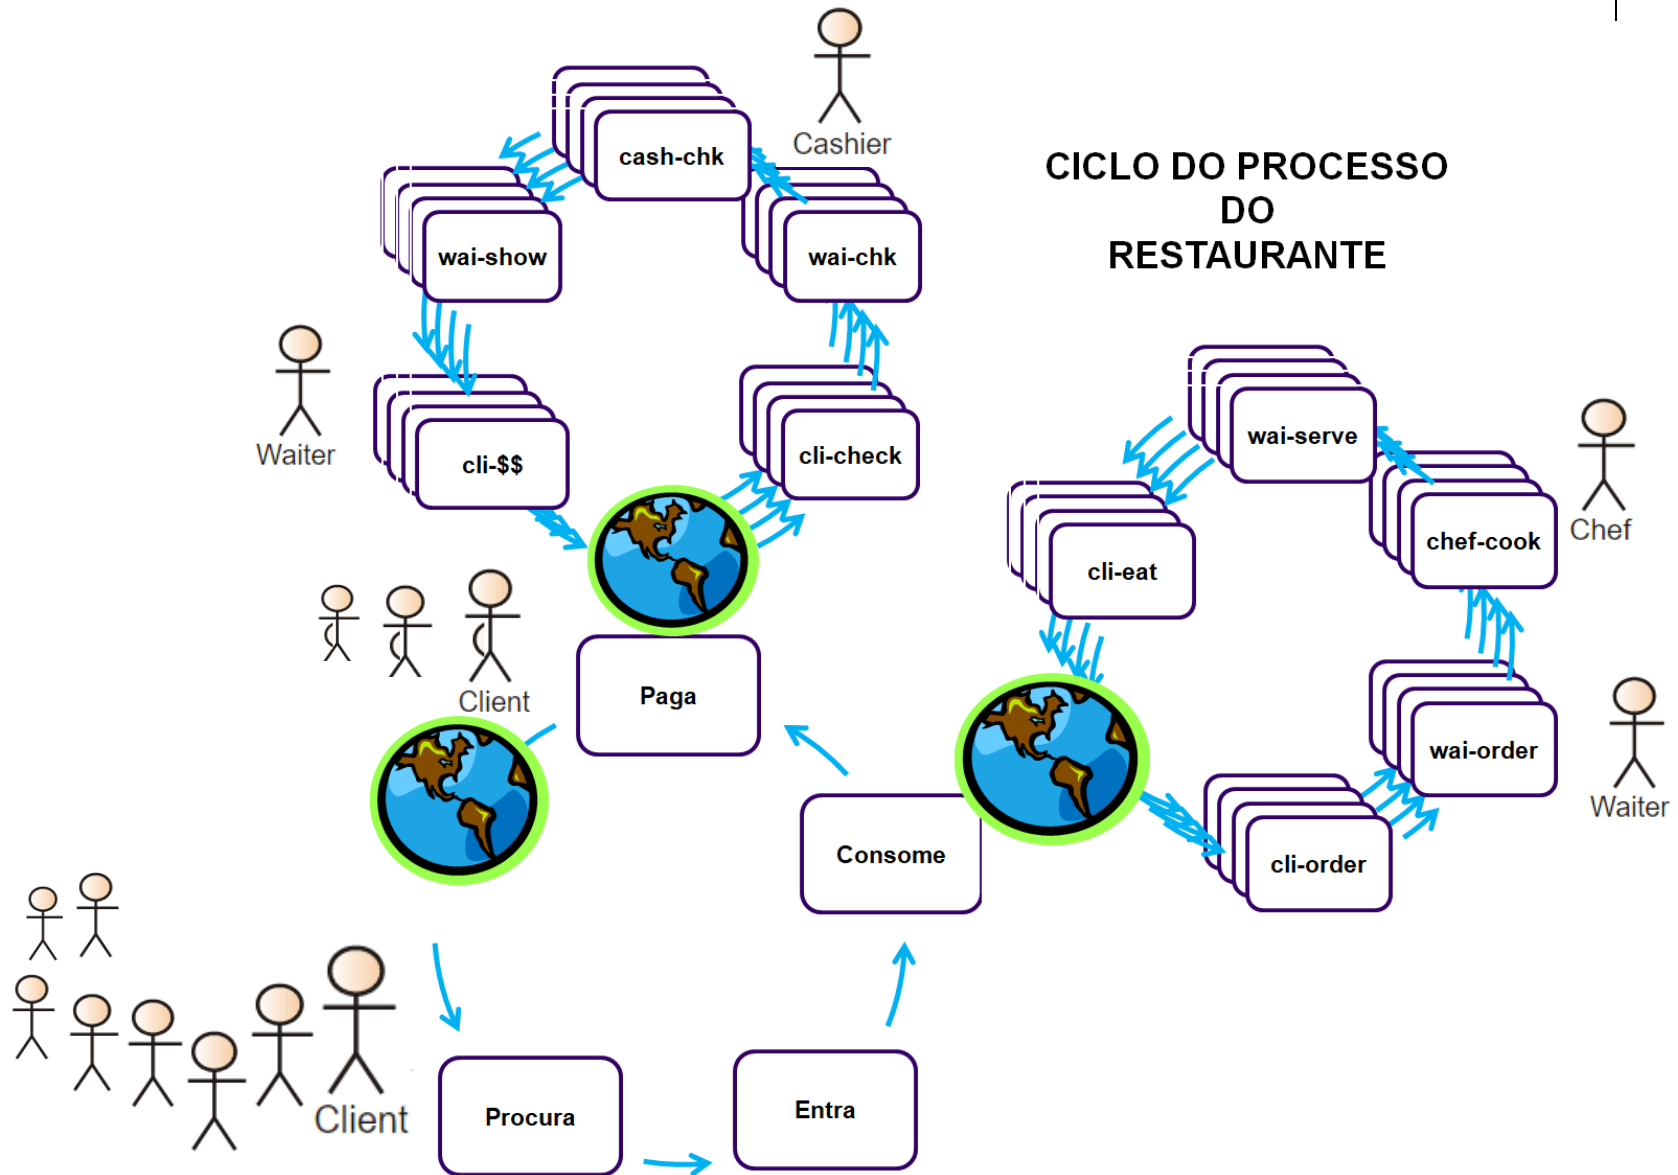 Cashier
cash-chk
CICLO DO PROCESSO
DO
RESTAURANTE
wai-show
wai-chk
Waiter
cli-$$
cli-check
wai-serve
Chef
chef-cook
cli-eat
Client
Paga
wai-order
Waiter
Consome
cli-order
Client
Procura
Entra